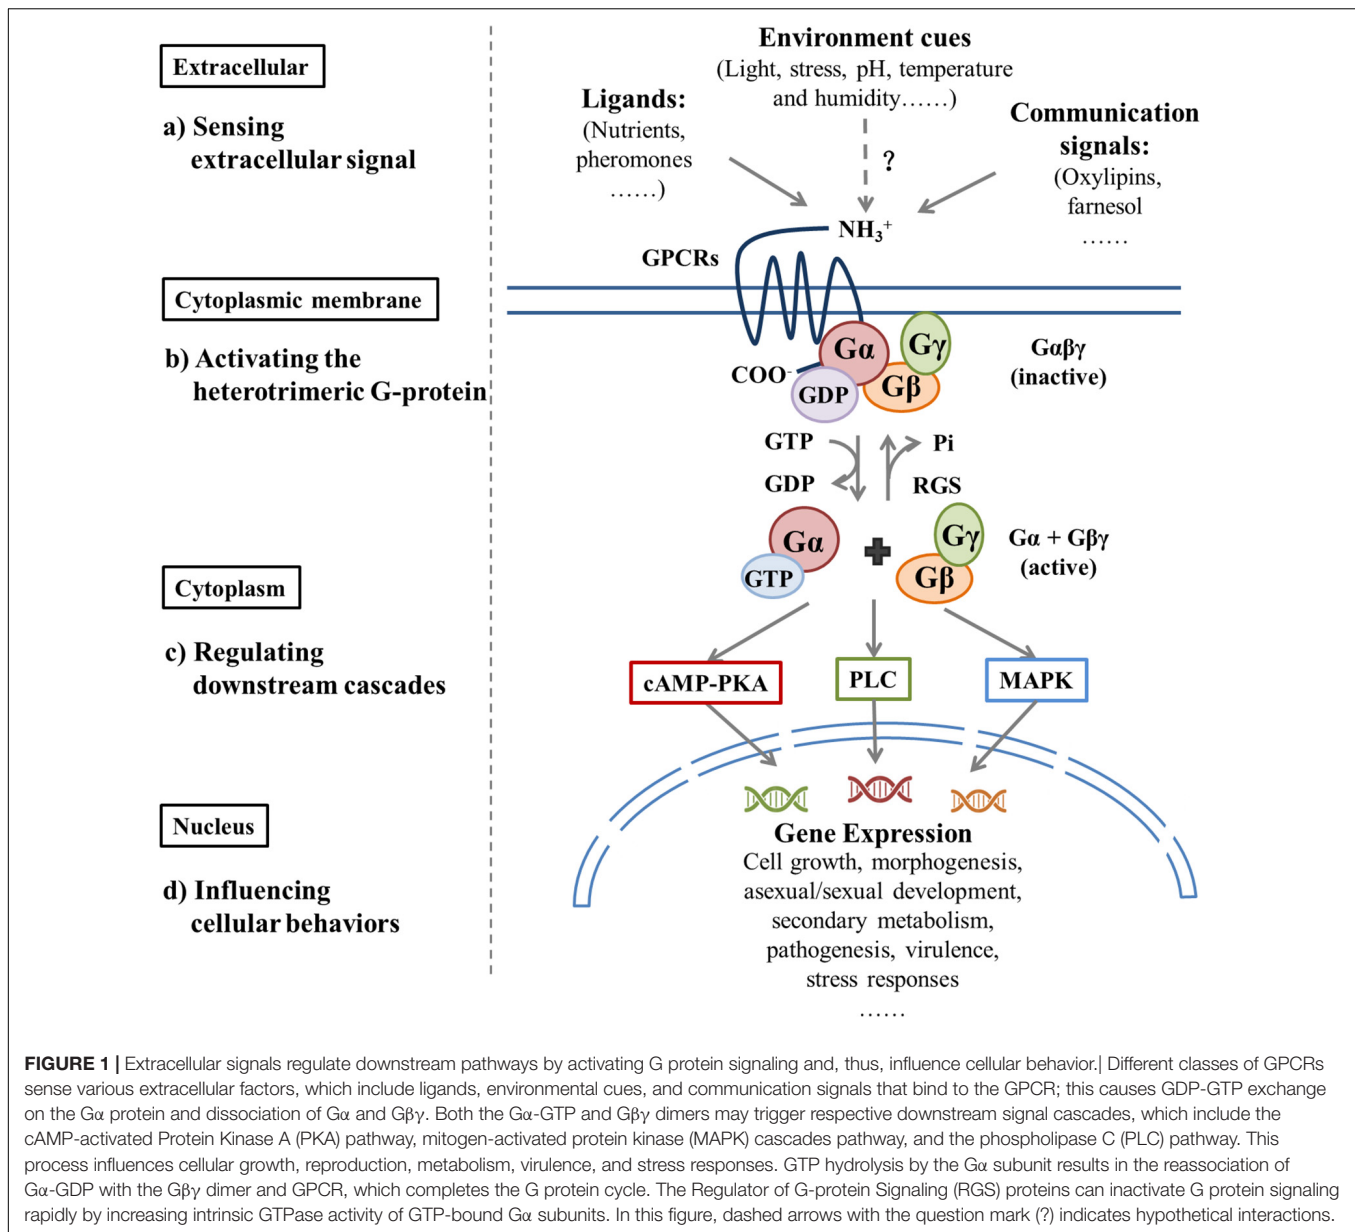 Extracellular
a) Sensing
extracellular signal
Environment cues
(Light, stress, pH, temperature
and humidity……)
Ligands:
(Nutrients,
pheromones
……)
?
Communication
signals:
(Oxylipins,
farnesol
……
NH₃⁺
GPCRs
Cytoplasmic membrane
b) Activating the
heterotrimeric G-protein
Gα
Gγ
COO⁻
GDP
Gβ
Gαβγ
(inactive)
GTP
Pi
GDP
RGS
Gα
Gγ
GTP
Gβ
Gα + Gβγ
(active)
Cytoplasm
c) Regulating
downstream cascades
cAMP-PKA
PLC
MAPK
Nucleus
d) Influencing
cellular behaviors
Gene Expression
Cell growth, morphogenesis,
asexual/sexual development,
secondary metabolism,
pathogenesis, virulence,
stress responses
……
FIGURE 1 | Extracellular signals regulate downstream pathways by activating G protein signaling and, thus, influence cellular behavior.| Different classes of GPCRs
sense various extracellular factors, which include ligands, environmental cues, and communication signals that bind to the GPCR; this causes GDP-GTP exchange
on the Gα protein and dissociation of Gα and Gβγ. Both the Gα-GTP and Gβγ dimers may trigger respective downstream signal cascades, which include the
cAMP-activated Protein Kinase A (PKA) pathway, mitogen-activated protein kinase (MAPK) cascades pathway, and the phospholipase C (PLC) pathway. This
process influences cellular growth, reproduction, metabolism, virulence, and stress responses. GTP hydrolysis by the Gα subunit results in the reassociation of
Gα-GDP with the Gβγ dimer and GPCR, which completes the G protein cycle. The Regulator of G-protein Signaling (RGS) proteins can inactivate G protein signaling
rapidly by increasing intrinsic GTPase activity of GTP-bound Gα subunits. In this figure, dashed arrows with the question mark (?) indicates hypothetical interactions.